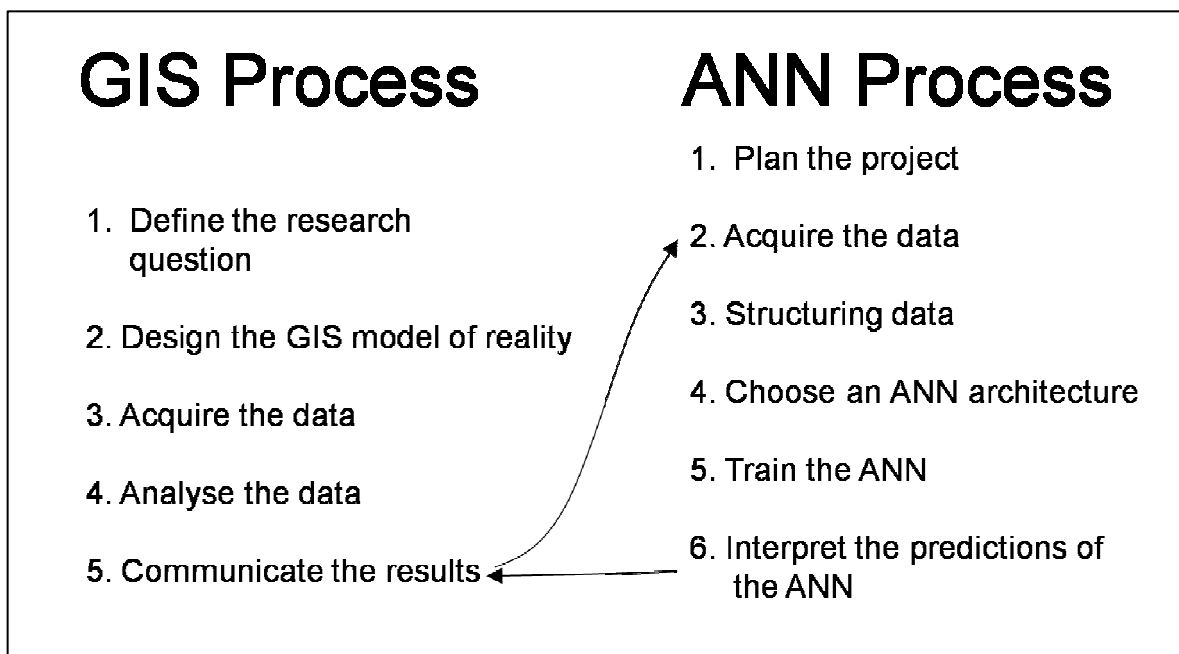 GIS Process
1. Define the research
question
2. Design the GIS model of reality
3. Acquire the data
4. Analyse the data
5. Communicate the results
ANN Process
1. Plan the project
2. Acquire the data
3. Structuring data
4. Choose an ANN architecture
5. Train the ANN
6. Interpret the predictions of
the ANN